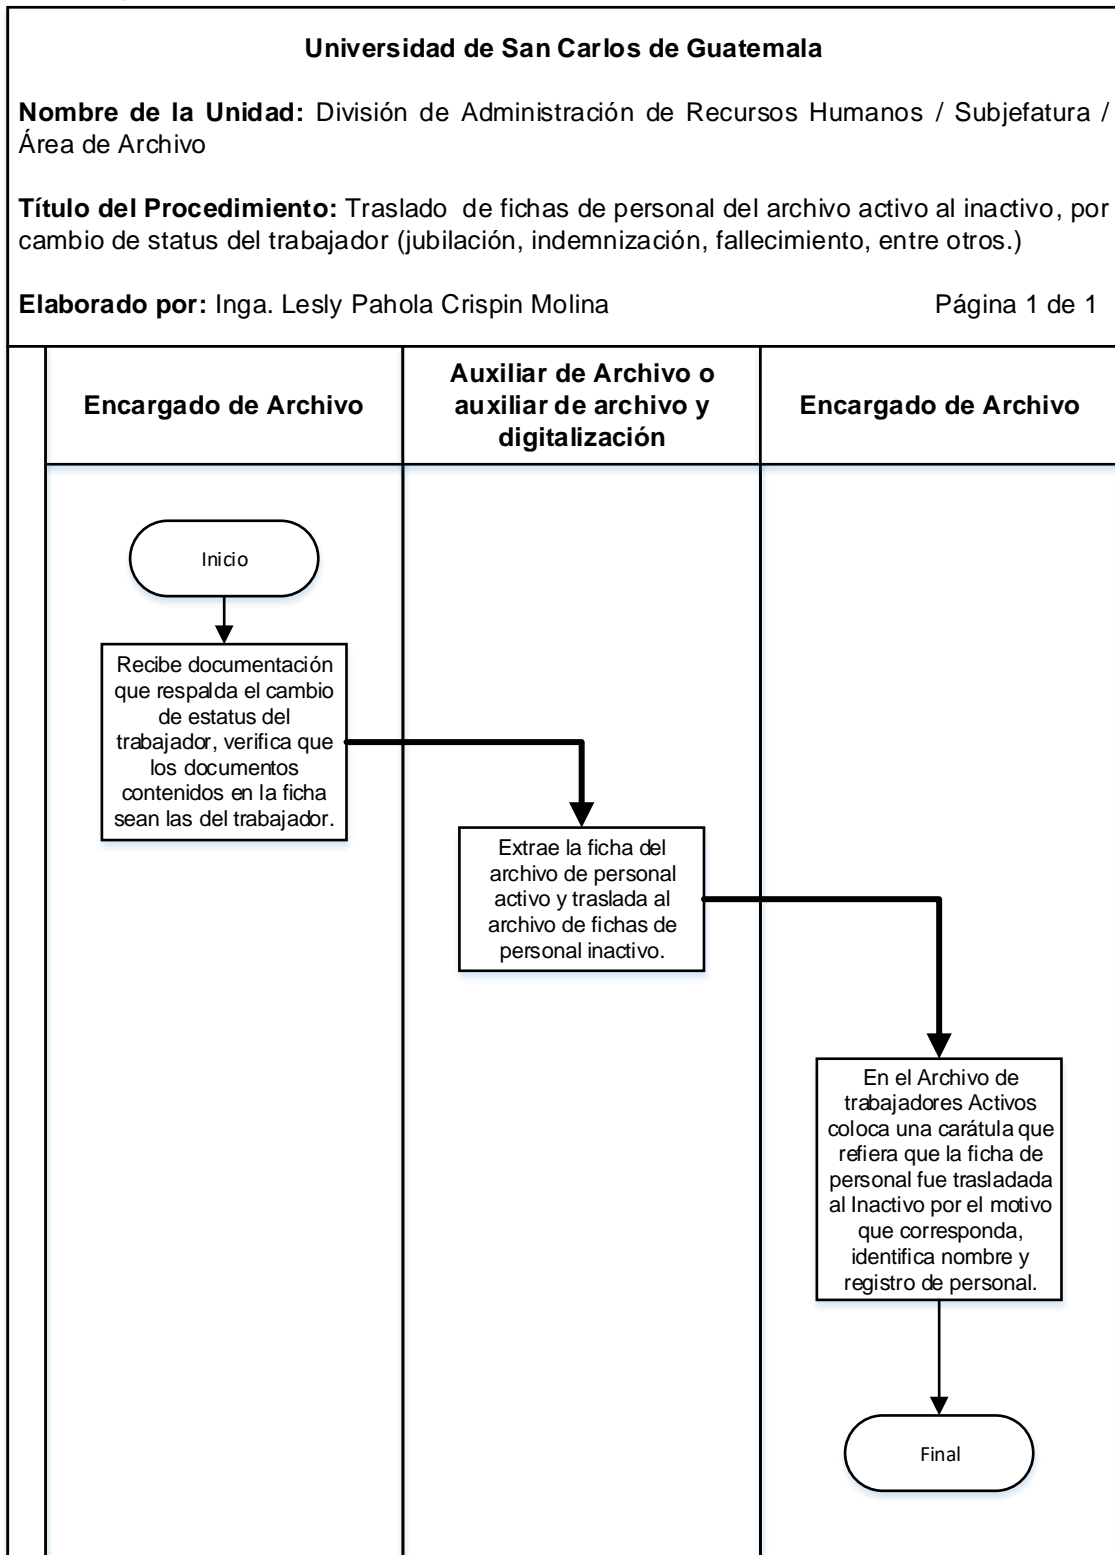 Universidad de San Carlos de Guatemala
Nombre de la Unidad: División de Administración de Recursos Humanos / Subjefatura /
Área de Archivo
Título del Procedimiento: Traslado de fichas de personal del archivo activo al inactivo, por
cambio de status del trabajador (jubilación, indemnización, fallecimiento, entre otros.)
Elaborado por: Inga. Lesly Pahola Crispin Molina Página 1 de 1
Encargado de Archivo
Auxiliar de Archivo o
auxiliar de archivo y
digitalización
Encargado de Archivo
Inicio
Recibe documentación
que respalda el cambio
de estatus del
trabajador, verifica que
los documentos
contenidos en la ficha
sean las del trabajador.
Extrae la ficha del
archivo de personal
activo y traslada al
archivo de fichas de
personal inactivo.
En el Archivo de
trabajadores Activos
coloca una carátula que
refiera que la ficha de
personal fue trasladada
al Inactivo por el motivo
que corresponda,
identifica nombre y
registro de personal.
Final